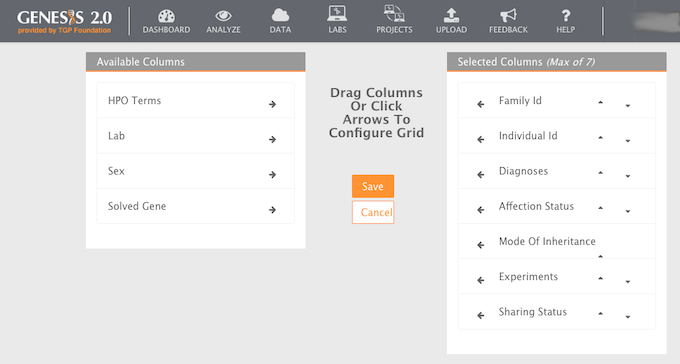 GENESIS 2.0
provided by TGP Foundation
DASHBOARD
ANALYZE
DATA
LABS
PROJECTS
UPLOAD
FEEDBACK
HELP
Available Columns
HPO Terms
Lab
Sex
Solved Gene
Drag Columns
Or Click
Arrows To
Configure Grid
Save
Cancel
Selected Columns (Max of 7)
Family Id
Individual Id
Diagnoses
Affection Status
Mode Of Inheritance
Experiments
Sharing Status